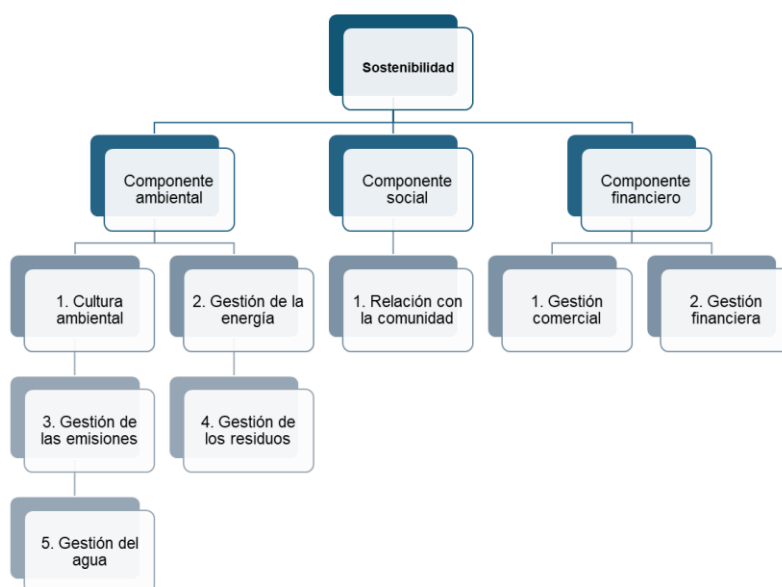 Sostenibilidad
Componente
ambiental
Componente
social
Componente
financiero
1. Cultura
ambiental
2. Gestión de la
energía
1. Relación con
la comunidad
1. Gestión
comercial
2. Gestión
financiera
3. Gestión de
las emisiones
4. Gestión de
los residuos
5. Gestión del
agua